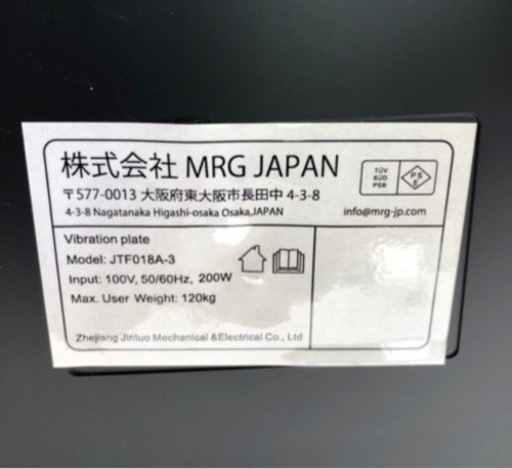 株式会社 MRG JAPAN
〒577-0013 大阪府東大阪市長田中 4-3-8
4-3-8 Nagatanaka Higashi-osaka Osaka,JAPAN
info@mrg-jp.com
TÜV
SÜD
PSB
PS
E
Vibration plate
Model: JTF018A-3
Input: 100V, 50/60Hz, 200W
Max. User Weight: 120kg
Zhejiang Jintuo Mechanical &Electrical Co., Ltd